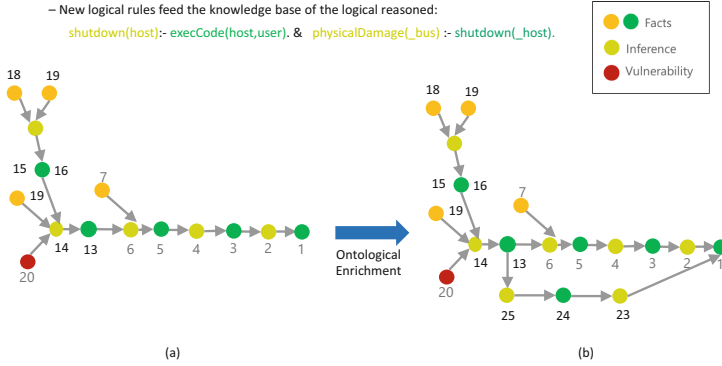 – New logical rules feed the knowledge base of the logical reasoned:
shutdown(host):- execCode(host,user). & physicalDamage(_bus) :- shutdown(_host).
Facts
Inference
Vulnerability
18 19
15 16
19 7
14 13 6 5 4 3 2 1
20
Ontological
Enrichment
18 19
15 16
19 7
14 13 6 5 4 3 2 1
20
25 24 23
(a) (b)